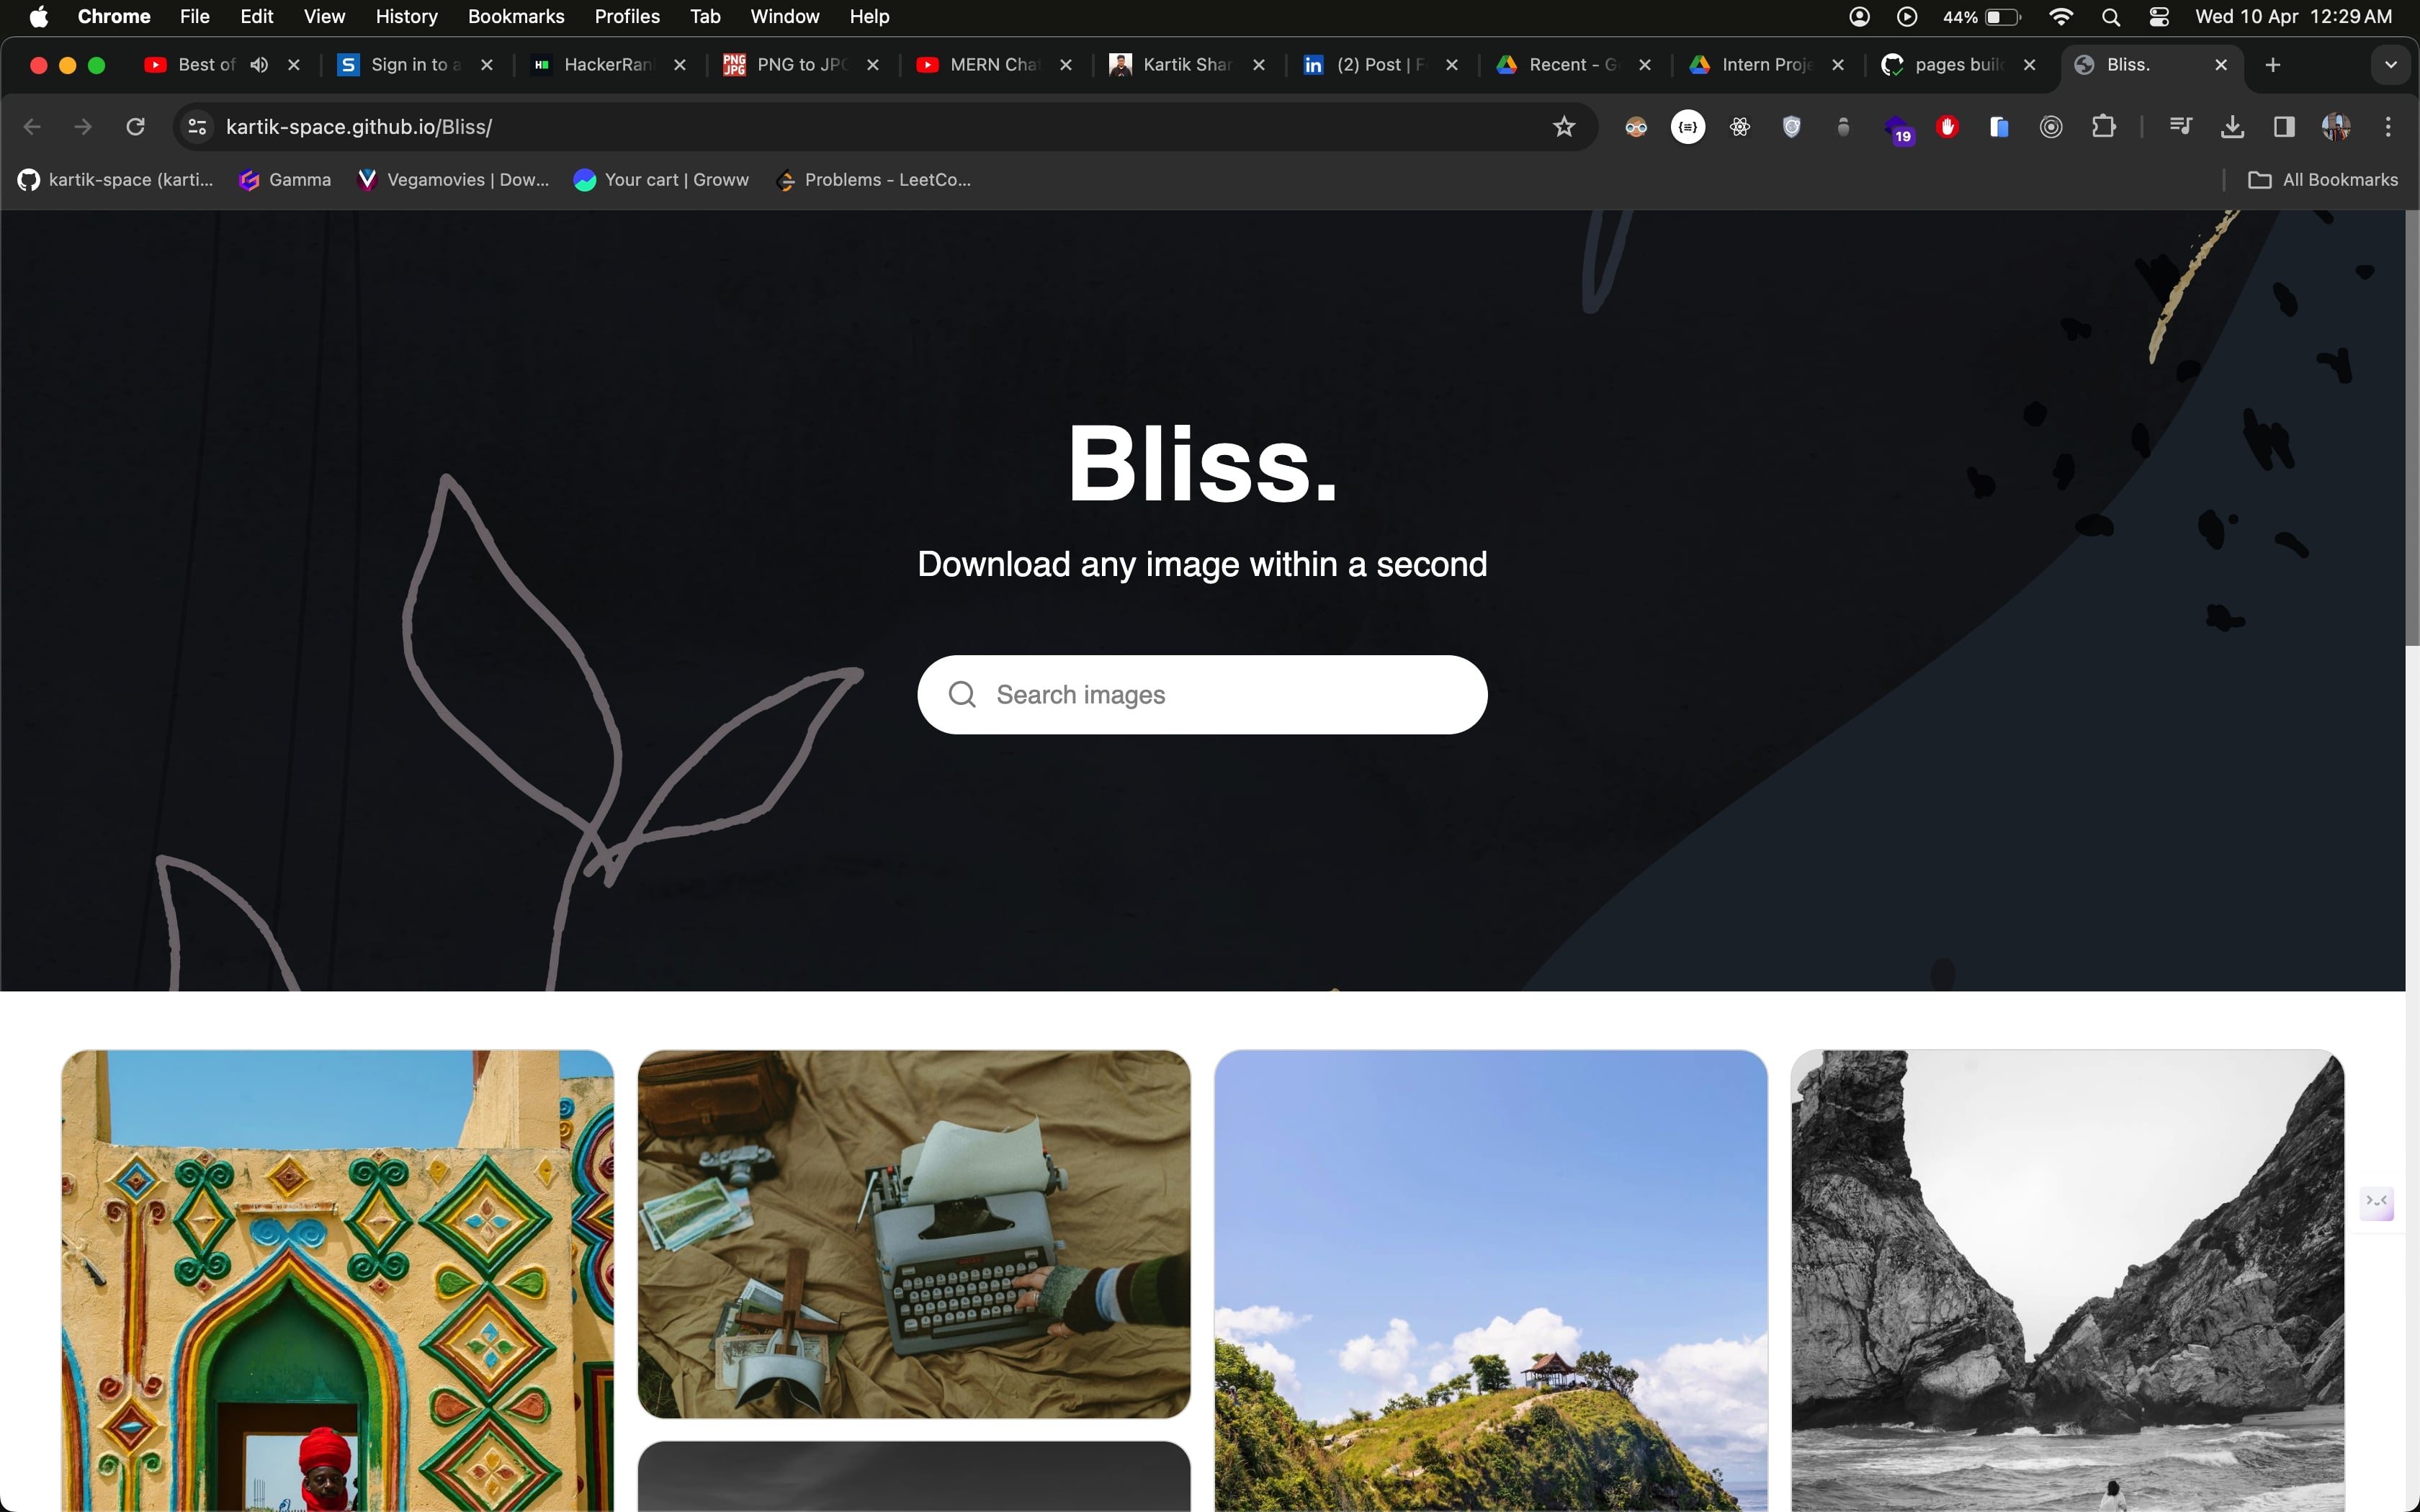 Chrome File Edit View History Bookmarks Profiles Tab Window Help 44% Wed 10 Apr 12:29 AM
Best of Sign in to a HackerRan PNG to JPG MERN Chat Kartik Shar (2) Post | F Recent - G Intern Proje pages build Bliss.
kartik-space.github.io/Bliss/ 19
kartik-space (karti... Gamma Vegamovies | Dow... Your cart | Groww Problems - LeetCo... All Bookmarks
Bliss.
Download any image within a second
Search images